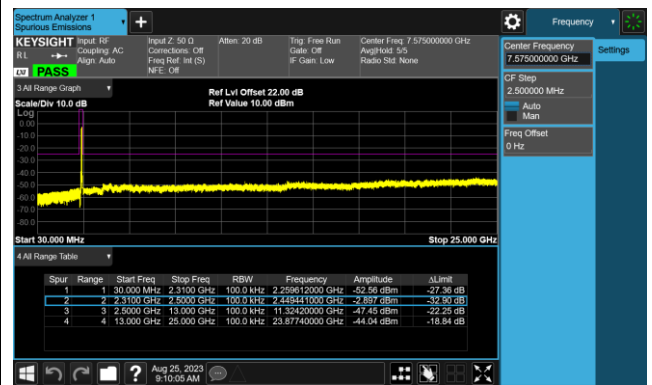 Spectrum Analyzer 1
Spurious Emissions
Frequency
KEYSIGHT
Input: RF
Input Z: 50 Ω
Atten: 20 dB
Trig: Free Run
Center Freq: 7.575000000 GHz
R L
Coupling: AC
Corrections: Off
Gate: Off
Avg|Hold: 5/5
Align: Auto
Freq Ref: Int (S)
IF Gain: Low
Radio Std: None
NFE: Off
LXI
PASS
Center Frequency
7.575000000 GHz
Settings
CF Step
2.500000 MHz
Auto
Man
Freq Offset
0 Hz
3 All Range Graph
Ref Lvl Offset 22.00 dB
Scale/Div 10.0 dB
Ref Value 10.00 dBm
Log
0.00
-10.0
-20.0
-30.0
-40.0
-50.0
-60.0
-70.0
-80.0
Start 30.000 MHz
Stop 25.000 GHz
4 All Range Table
Spur Range Start Freq Stop Freq RBW Frequency Amplitude ΔLimit
1 1 30.000 MHz 2.3100 GHz 100.0 kHz 2.259612000 GHz -52.56 dBm -27.36 dB
2 2 2.3100 GHz 2.5000 GHz 100.0 kHz 2.449441000 GHz -2.897 dBm -32.90 dB
3 3 2.5000 GHz 13.000 GHz 100.0 kHz 11.32420000 GHz -47.45 dBm -22.25 dB
4 4 13.000 GHz 25.000 GHz 100.0 kHz 23.87740000 GHz -44.04 dBm -18.84 dB
Aug 25, 2023
9:10:05 AM